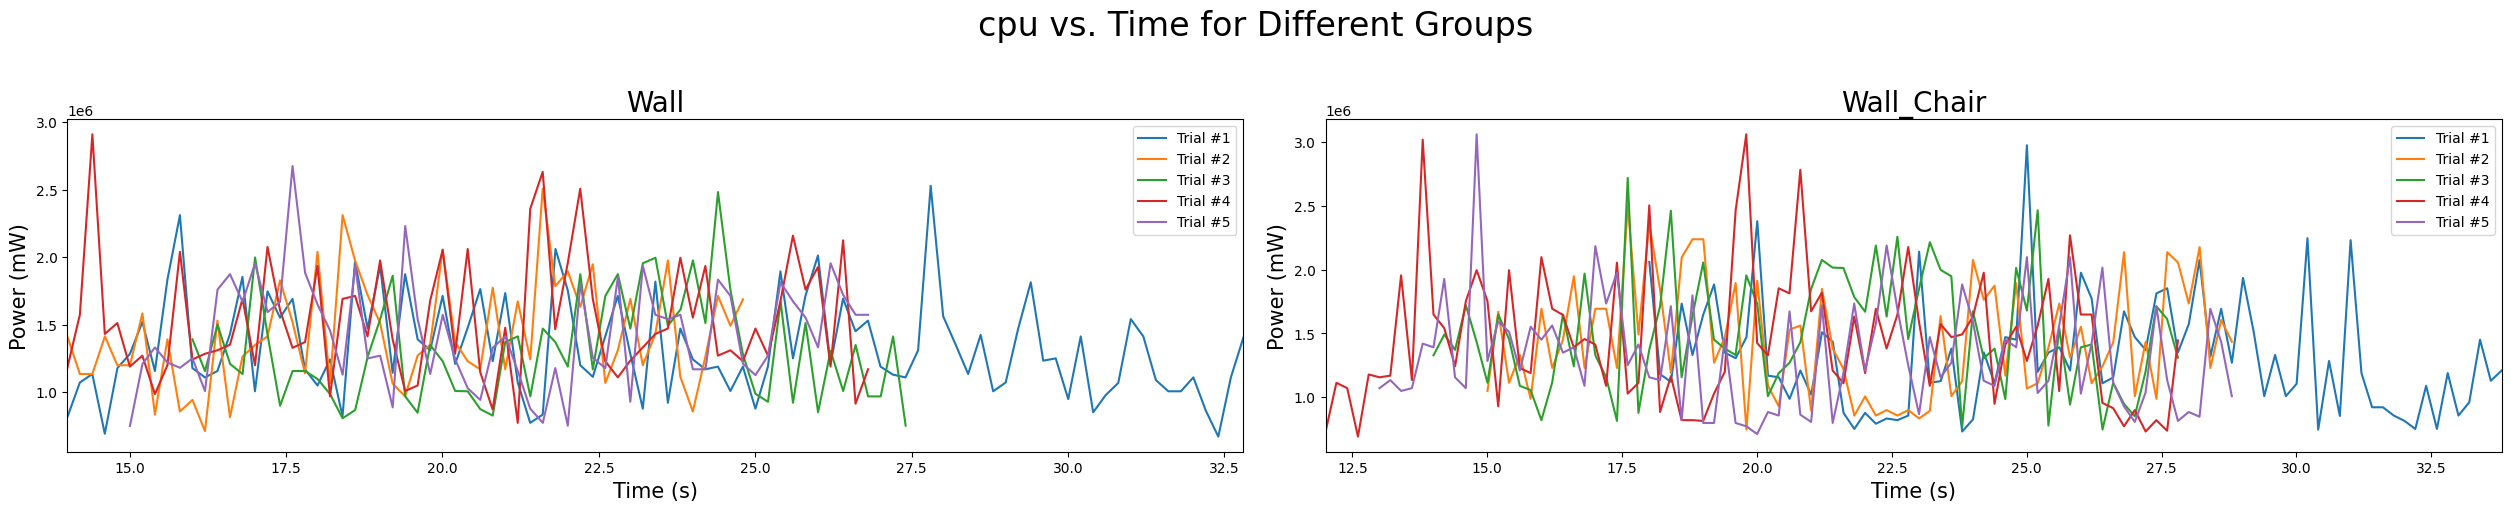 cpu vs. Time for Different Groups
Wall
1e6
3.0
2.5
2.0
1.5
1.0
Power (mW)
15.0 17.5 20.0 22.5 25.0 27.5 30.0 32.5
Time (s)
Trial #1
Trial #2
Trial #3
Trial #4
Trial #5
Wall_Chair
1e6
3.0
2.5
2.0
1.5
1.0
Power (mW)
12.5 15.0 17.5 20.0 22.5 25.0 27.5 30.0 32.5
Time (s)
Trial #1
Trial #2
Trial #3
Trial #4
Trial #5